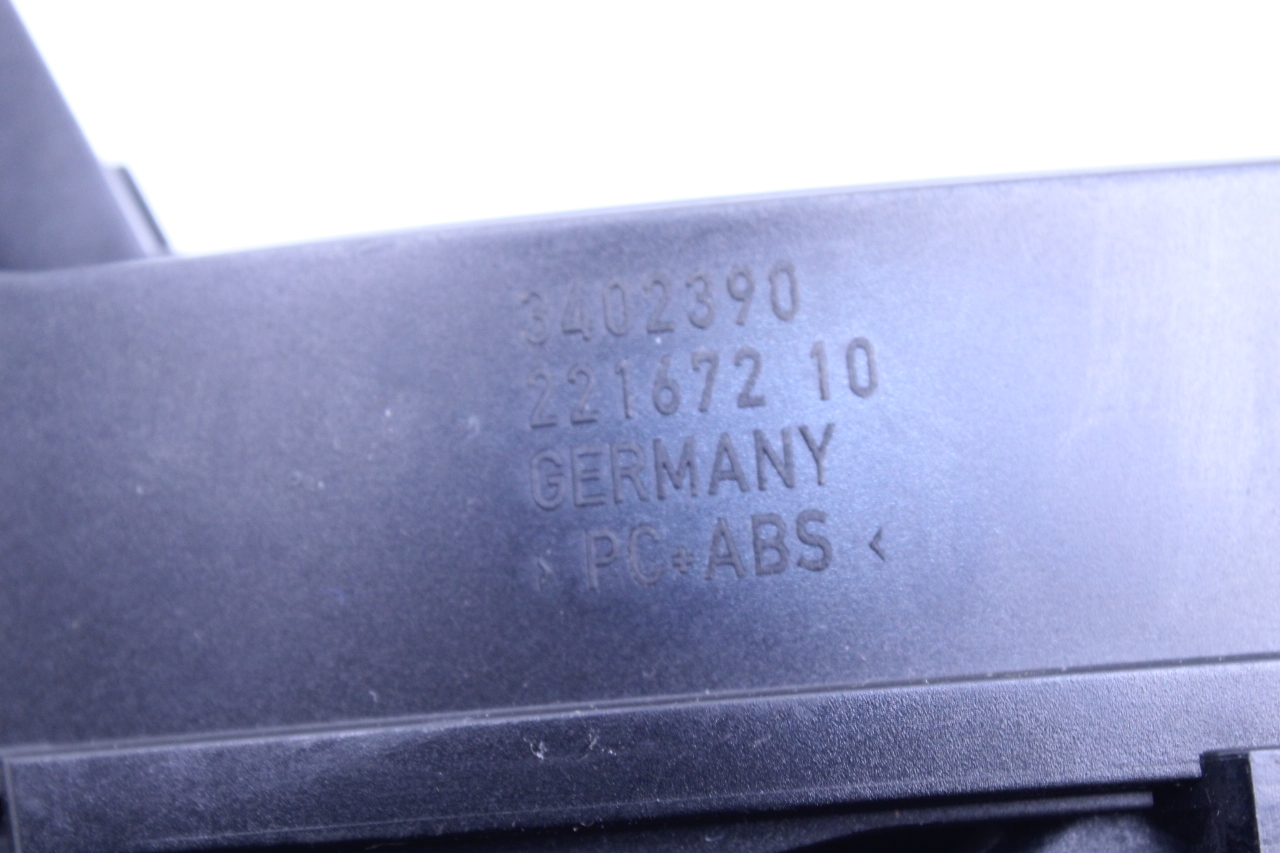 3402390
221672 10
GERMANY
> PC+ABS <